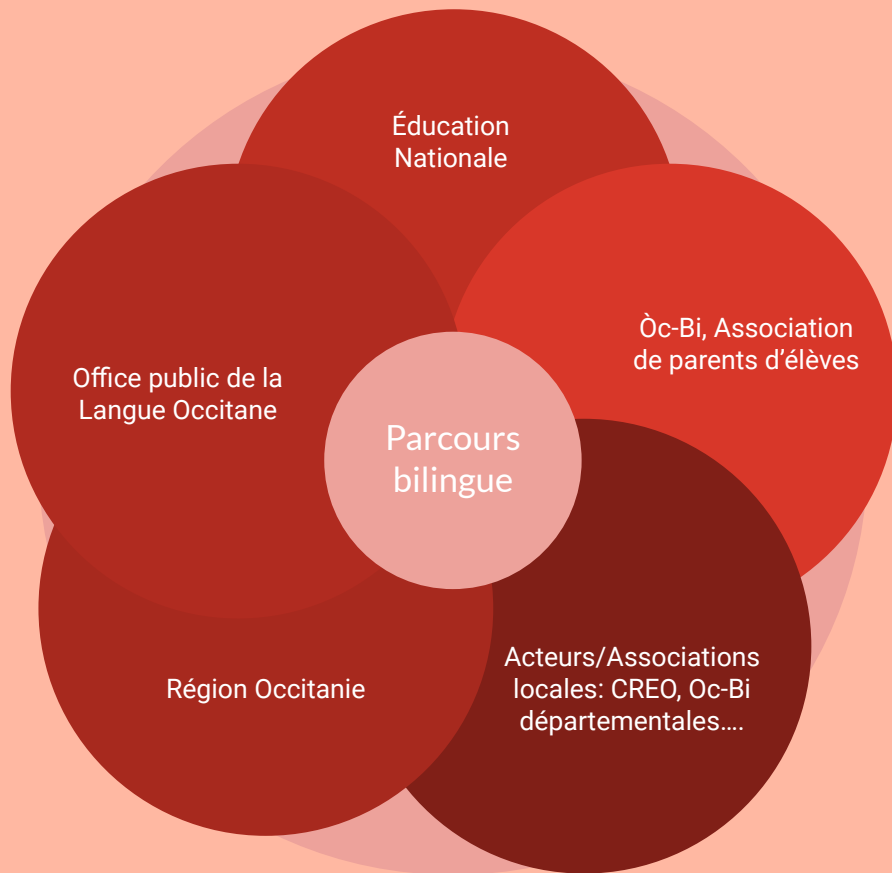 Éducation
Nationale
Òc-Bi, Association
de parents d’élèves
Office public de la
Langue Occitane
Parcours
bilingue
Acteurs/Associations
locales: CREO, Oc-Bi
départementales....
Région Occitanie